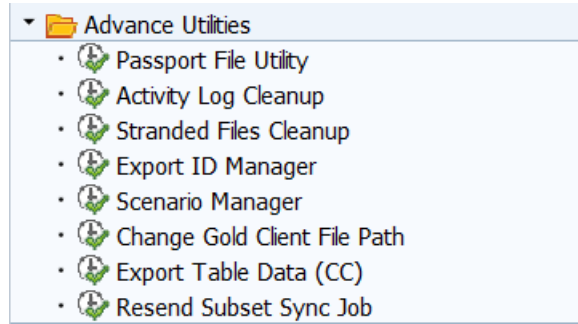 Advance Utilities
Passport File Utility
Activity Log Cleanup
Stranded Files Cleanup
Export ID Manager
Scenario Manager
Change Gold Client File Path
Export Table Data (CC)
Resend Subset Sync Job